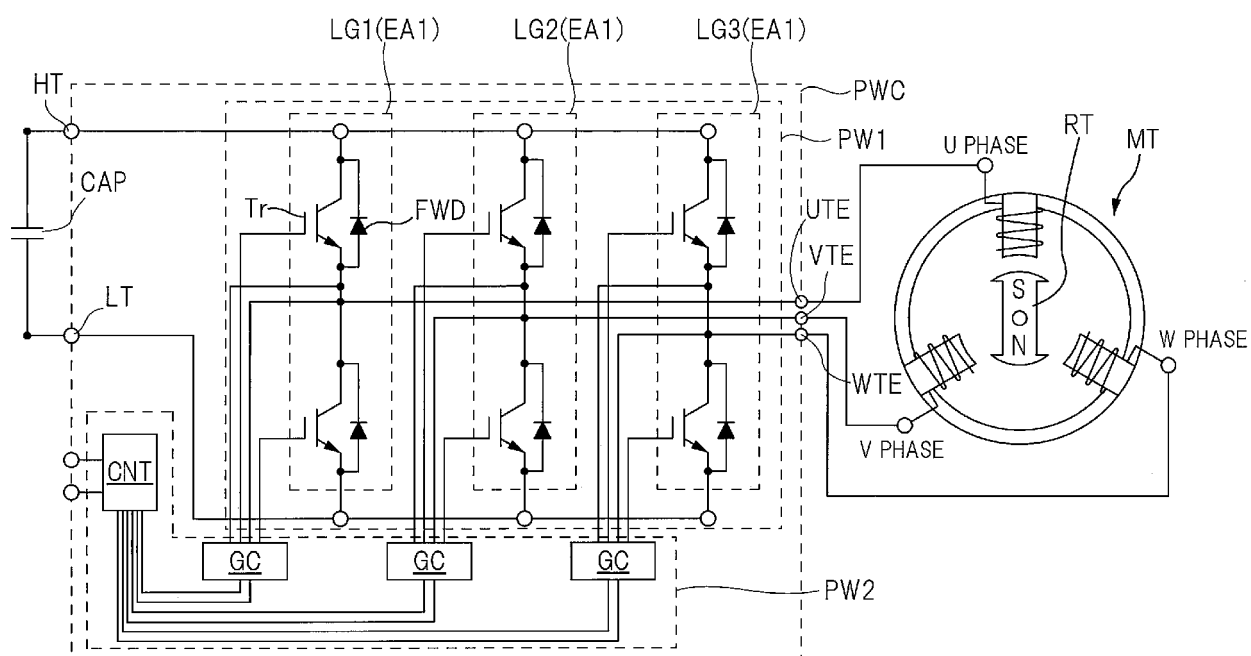 LG1(EA1)
LG2(EA1)
LG3(EA1)
HT
PWC
PW1
RT
MT
U PHASE
CAP
Tr
FWD
UTE
VTE
S
N
LT
W PHASE
WTE
V PHASE
CNT
GC
GC
GC
PW2